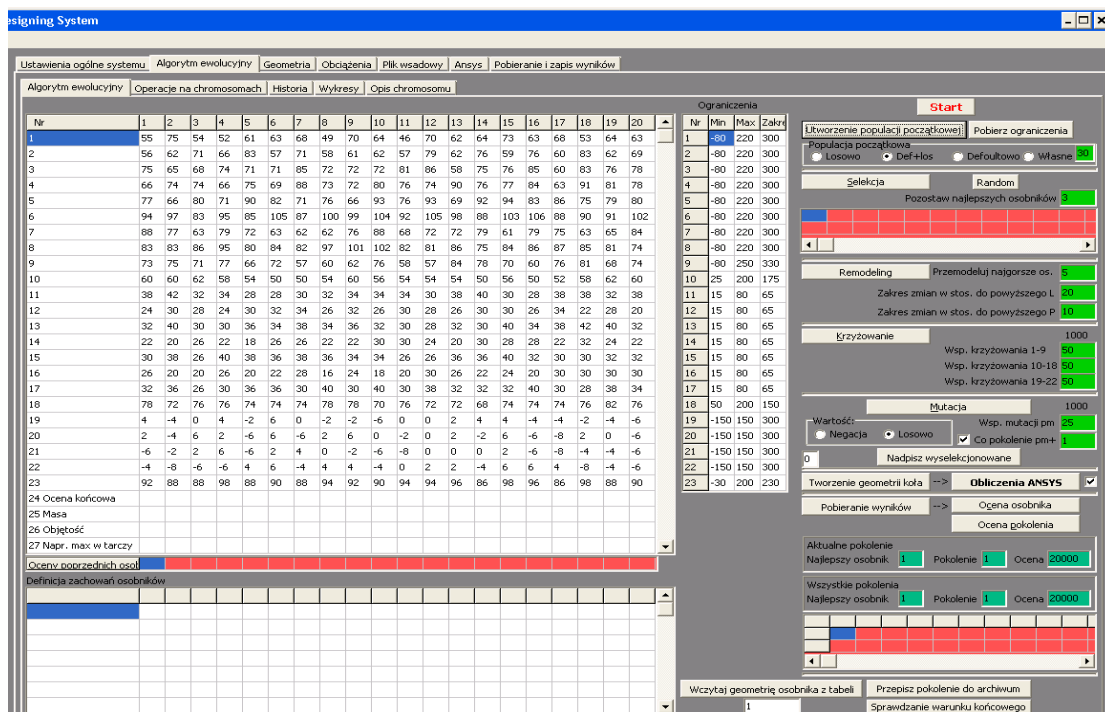 esigning System
Ustawienia ogólne systemu Algorytm ewolucyjny Geometria Obciążenia Plik wsadowy Ansys Pobieranie i zapis wyników
Algorytm ewolucyjny Operacje na chromosomach Historia Wykresy Opis chromosomu
Nr 1 2 3 4 5 6 7 8 9 10 11 12 13 14 15 16 17 18 19 20
1 55 75 54 52 61 63 68 49 70 64 46 70 62 64 73 63 68 53 64 63
2 56 62 71 66 83 57 71 58 61 62 57 79 62 76 59 76 60 83 62 69
3 75 65 68 74 71 71 85 72 72 72 81 86 58 75 76 85 60 83 76 78
4 66 74 74 66 75 69 88 73 72 80 76 74 90 76 77 84 63 91 81 78
5 77 66 80 71 90 82 71 76 66 93 76 93 69 92 94 83 86 75 79 80
6 94 97 83 95 85 105 87 100 99 104 92 105 98 88 103 106 88 90 91 102
7 88 77 63 79 72 63 62 62 76 88 68 72 72 79 61 79 75 63 65 84
8 83 83 86 95 80 84 82 97 101 102 82 81 86 75 84 86 87 85 81 74
9 73 75 71 77 66 72 57 60 62 76 58 57 84 78 70 60 76 81 68 74
10 60 60 62 58 54 50 50 54 60 56 54 54 54 50 56 50 52 58 62 60
11 38 42 32 34 28 28 30 32 34 34 34 30 38 40 30 28 38 38 32 38
12 24 30 28 24 30 32 34 26 32 26 30 28 26 30 30 26 34 22 28 20
13 32 40 30 30 36 34 38 34 36 32 30 28 32 30 40 34 38 42 40 32
14 22 20 26 22 18 26 26 22 22 30 30 24 20 30 28 28 22 32 24 22
15 30 38 26 40 38 36 38 36 34 34 26 26 36 36 40 32 30 30 32 32
16 26 20 20 26 20 22 28 16 24 18 20 30 26 22 24 20 30 30 30 30
17 32 36 26 30 36 36 30 40 30 40 30 38 32 32 32 40 30 28 38 34
18 78 72 76 76 74 74 74 78 78 70 76 72 72 68 74 74 74 76 82 76
19 4 -4 0 4 -2 6 0 -2 -2 -6 0 0 2 4 4 -4 -4 -2 -4 -6
20 2 -4 6 2 -6 6 -6 2 6 0 -2 0 2 -2 6 -6 -8 2 0 -6
21 -6 -2 2 6 -6 2 4 0 -2 -6 -8 0 0 0 2 -6 -8 -4 -4 -6
22 -4 -8 -6 -6 4 6 -4 4 4 -4 0 2 2 -4 6 6 4 -8 -4 -6
23 92 88 88 98 88 90 88 94 92 90 94 94 96 86 98 96 86 98 88 90
24 Ocena końcowa
25 Masa
26 Objętość
27 Napr. max w tarczy
Oceny poprzednich osob
Definicja zachowań osobników
Ograniczenia
Nr Min Max Zakre
1 -80 220 300
2 -80 220 300
3 -80 220 300
4 -80 220 300
5 -80 220 300
6 -80 220 300
7 -80 220 300
8 -80 220 300
9 -80 250 330
10 25 200 175
11 15 80 65
12 15 80 65
13 15 80 65
14 15 80 65
15 15 80 65
16 15 80 65
17 15 80 65
18 50 200 150
19 -150 150 300
20 -150 150 300
21 -150 150 300
22 -150 150 300
23 -30 200 230
Start
Utworzenie populacji początkowej Pobierz ograniczenia
Populacja początkowa
Losowo Def+los Defoultowo Własne 30
Selekcja Random
Pozostaw najlepszych osobników 3
Remodeling Przemodeluj najgorsze os. 5
Zakres zmian w stos. do powyższego L 20
Zakres zmian w stos. do powyższego P 10
Krzyżowanie 1000
Wsp. krzyżowania 1-9 50
Wsp. krzyżowania 10-18 50
Wsp. krzyżowania 19-22 50
Mutacja 1000
Wartość: Wsp. mutacji pm 25
Negacja Losowo Co pokolenie pm+ 1
0 Nadpisz wyselekcjonowane
Tworzenie geometrii koła --> Obliczenia ANSYS
Pobieranie wyników --> Ocena osobnika
Ocena pokolenia
Aktualne pokolenie
Najlepszy osobnik 1 Pokolenie 1 Ocena 20000
Wszystkie pokolenia
Najlepszy osobnik 1 Pokolenie 1 Ocena 20000
Wczytaj geometrię osobnika z tabeli Przepisz pokolenie do archiwum
1 Sprawdzanie warunku końcowego